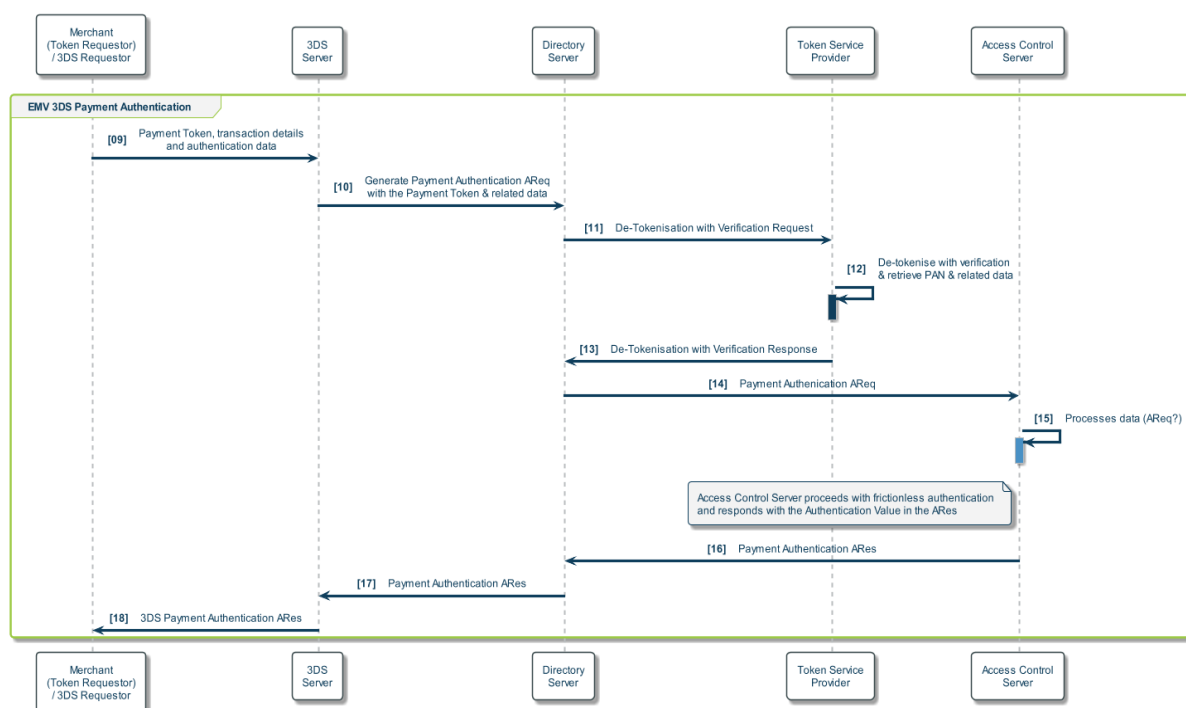 Merchant
(Token Requestor)
/ 3DS Requestor
3DS
Server
Directory
Server
Token Service
Provider
Access Control
Server
EMV 3DS Payment Authentication
[09] Payment Token, transaction details
and authentication data
[10] Generate Payment Authentication AReq
with the Payment Token & related data
[11] De-Tokenisation with Verification Request
[12] De-tokenise with verification
& retrieve PAN & related data
[13] De-Tokenisation with Verification Response
[14] Payment Authenication AReq
[15] Processes data (AReq?)
Access Control Server proceeds with frictionless authentication
and responds with the Authentication Value in the ARes
[16] Payment Authentication ARes
[17] Payment Authentication ARes
[18] 3DS Payment Authentication ARes
Merchant
(Token Requestor)
/ 3DS Requestor
3DS
Server
Directory
Server
Token Service
Provider
Access Control
Server